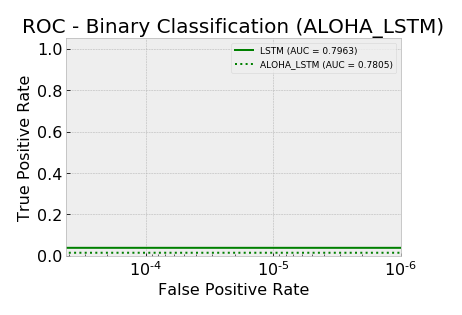 ROC - Binary Classification (ALOHA_LSTM)
LSTM (AUC = 0.7963)
ALOHA_LSTM (AUC = 0.7805)
True Positive Rate
1.0
0.8
0.6
0.4
0.2
0.0
10⁻⁴ 10⁻⁵ 10⁻⁶
False Positive Rate